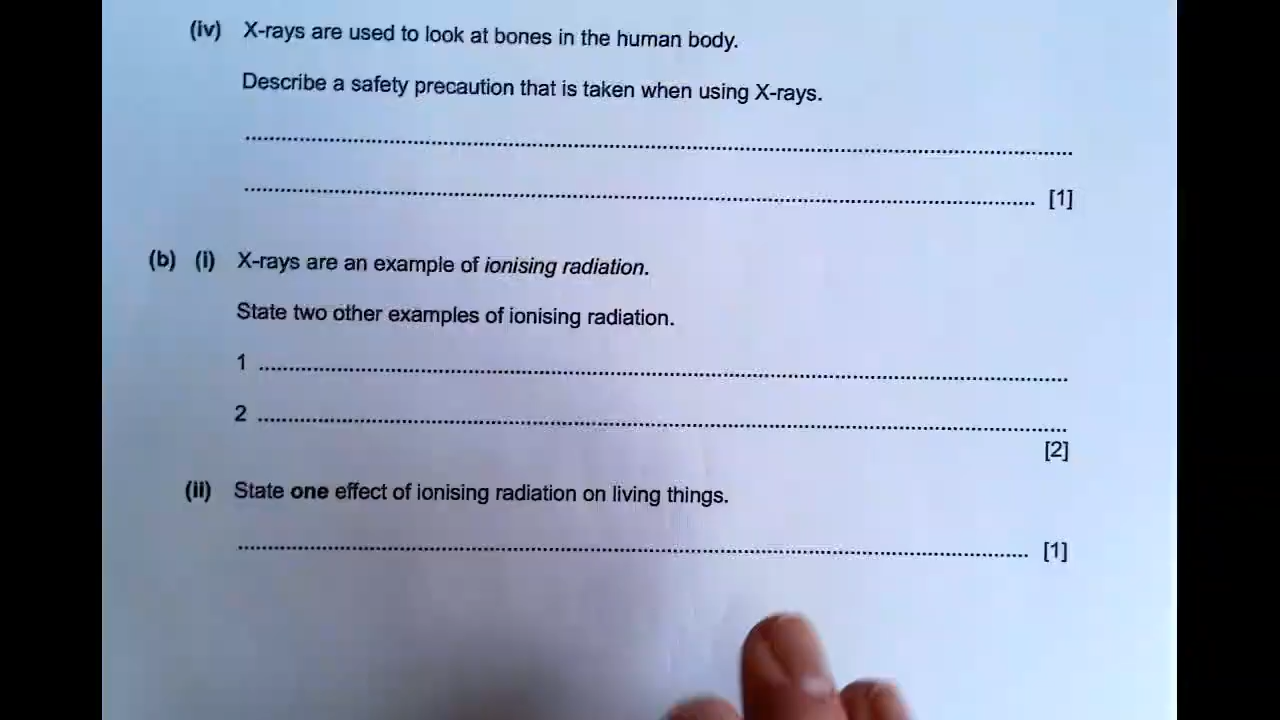 (iv) X-rays are used to look at bones in the human body.
Describe a safety precaution that is taken when using X-rays.
................................................................................
................................................................................ [1]
(b) (i) X-rays are an example of ionising radiation.
State two other examples of ionising radiation.
1 ................................................................................
2 ................................................................................
[2]
(ii) State one effect of ionising radiation on living things.
................................................................................ [1]